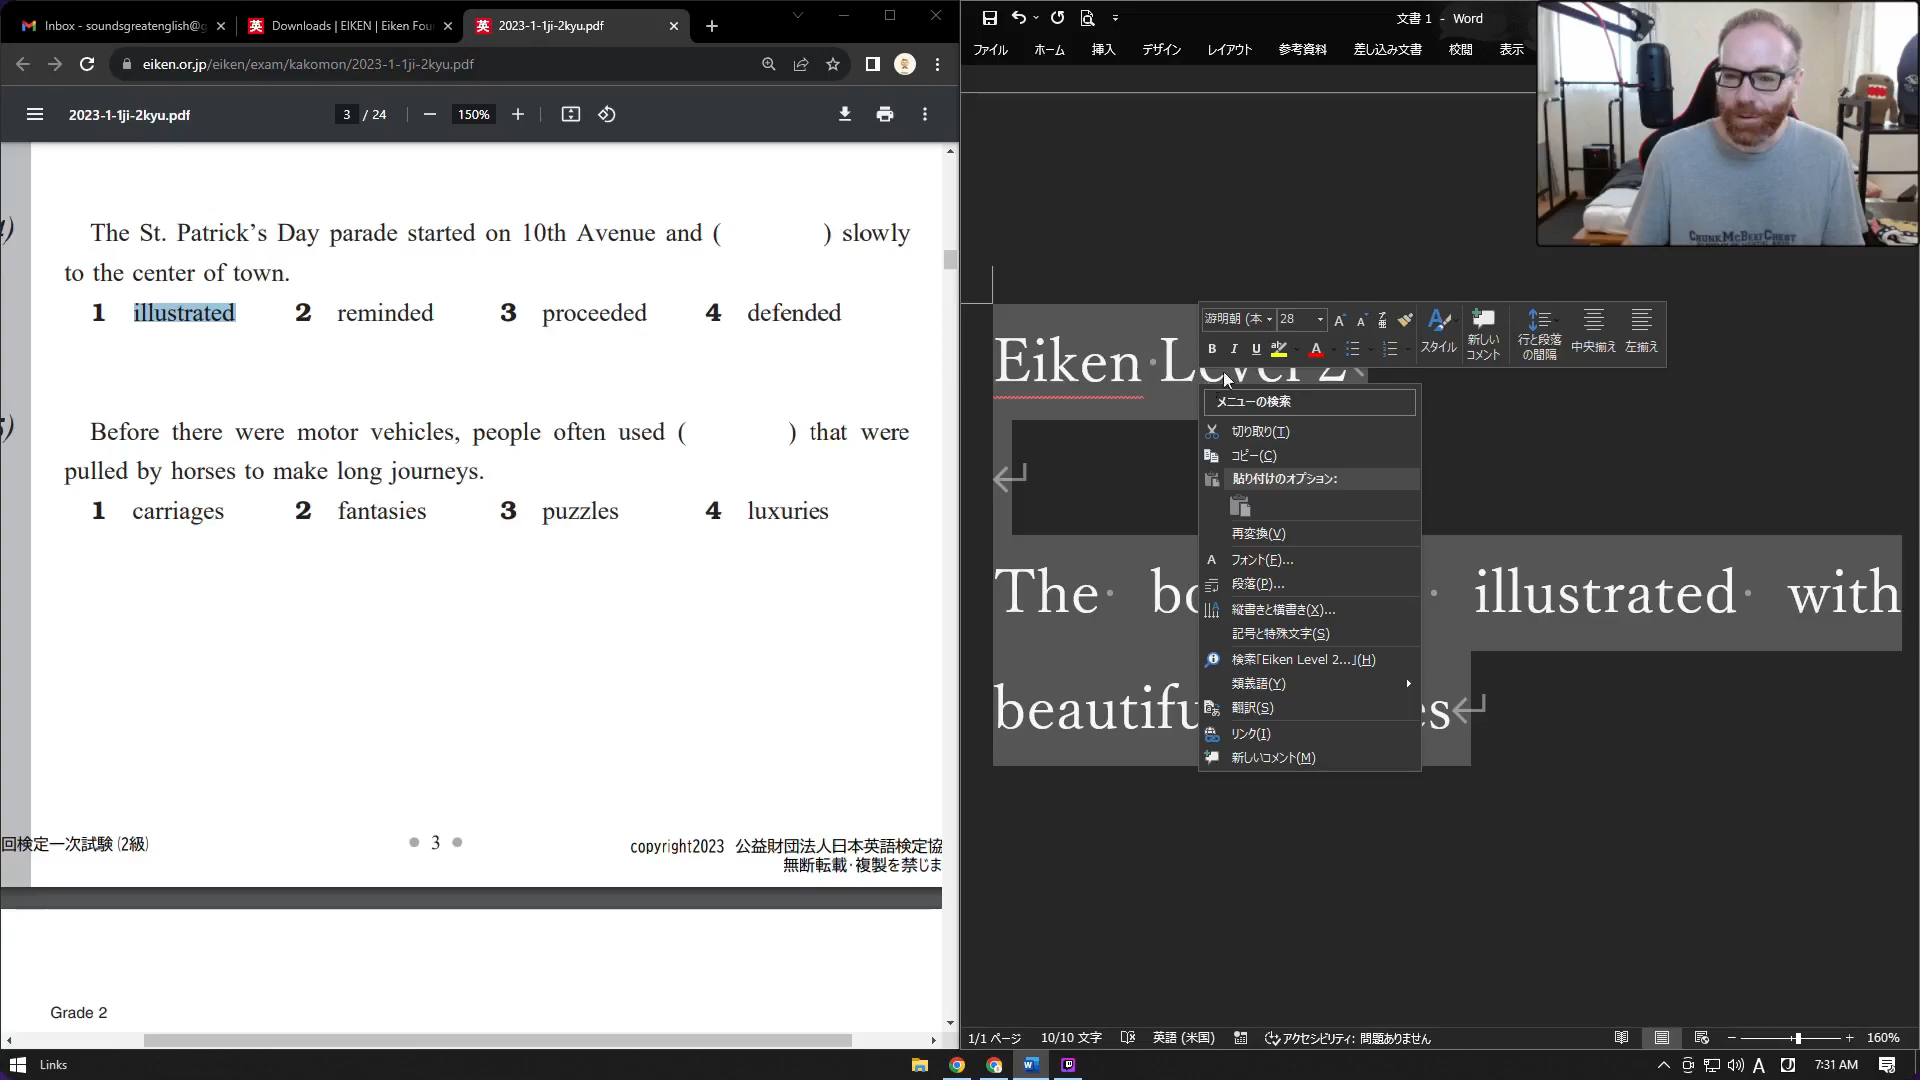 Inbox - soundsgreatenglish@g
Downloads | EIKEN | Eiken Fou
2023-1-1ji-2kyu.pdf
eiken.or.jp/eiken/exam/kakomon/2023-1-1ji-2kyu.pdf
2023-1-1ji-2kyu.pdf
3 / 24
150%
The St. Patrick's Day parade started on 10th Avenue and ( ) slowly
to the center of town.
1 illustrated 2 reminded 3 proceeded 4 defended
Before there were motor vehicles, people often used ( ) that were
pulled by horses to make long journeys.
1 carriages 2 fantasies 3 puzzles 4 luxuries
回検定一次試験 (2級)
3
copyright2023 公益財団法人日本英語検定協
無断転載・複製を禁じま
Grade 2
文書 1 - Word
ファイル ホーム 挿入 デザイン レイアウト 参考資料 差し込み文書 校閲 表示
CHUNK MCBEEFCHEST
游明朝 (本 28
スタイル
新しい
コメント
行と段落
の間隔
中央揃え
左揃え
Eiken Level 2
メニューの検索
切り取り(T)
コピー(C)
貼り付けのオプション:
再変換(V)
フォント(F)...
段落(P)...
縦書きと横書き(X)...
記号と特殊文字(S)
検索「Eiken Level 2...」(H)
類義語(Y)
翻訳(S)
リンク(I)
新しいコメント(M)
The bo illustrated with
beautifu es
1/1 ページ 10/10 文字 英語 (米国) アクセシビリティ: 問題ありません 160%
Links
A
7:31 AM